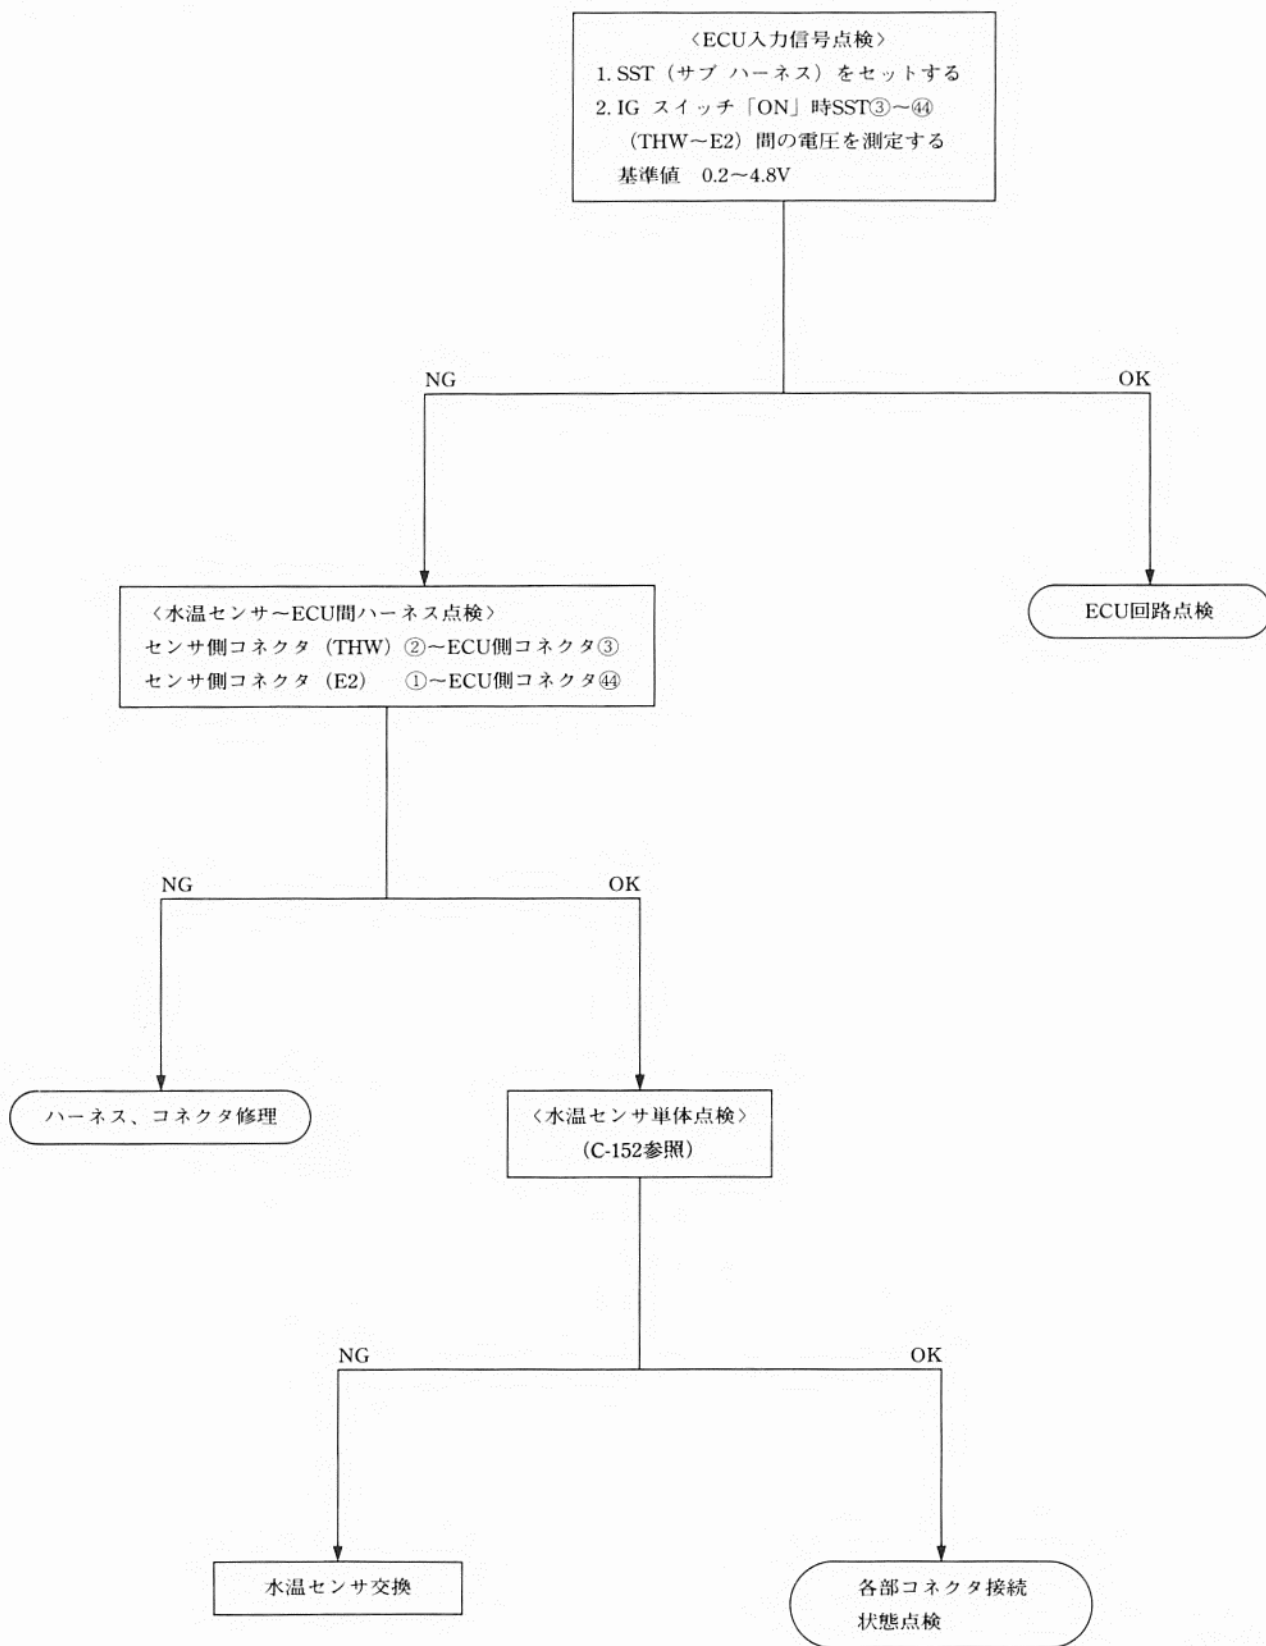 〈ECU入力信号点検〉
1. SST（サブ ハーネス）をセットする
2. IG スイッチ「ON」時SST③～㊹
（THW～E2）間の電圧を測定する
基準値 0.2～4.8V
NG
OK
〈水温センサ～ECU間ハーネス点検〉
センサ側コネクタ（THW）②～ECU側コネクタ③
センサ側コネクタ（E2） ①～ECU側コネクタ㊹
ECU回路点検
NG
OK
ハーネス、コネクタ修理
〈水温センサ単体点検〉
（C-152参照）
NG
OK
水温センサ交換
各部コネクタ接続
状態点検